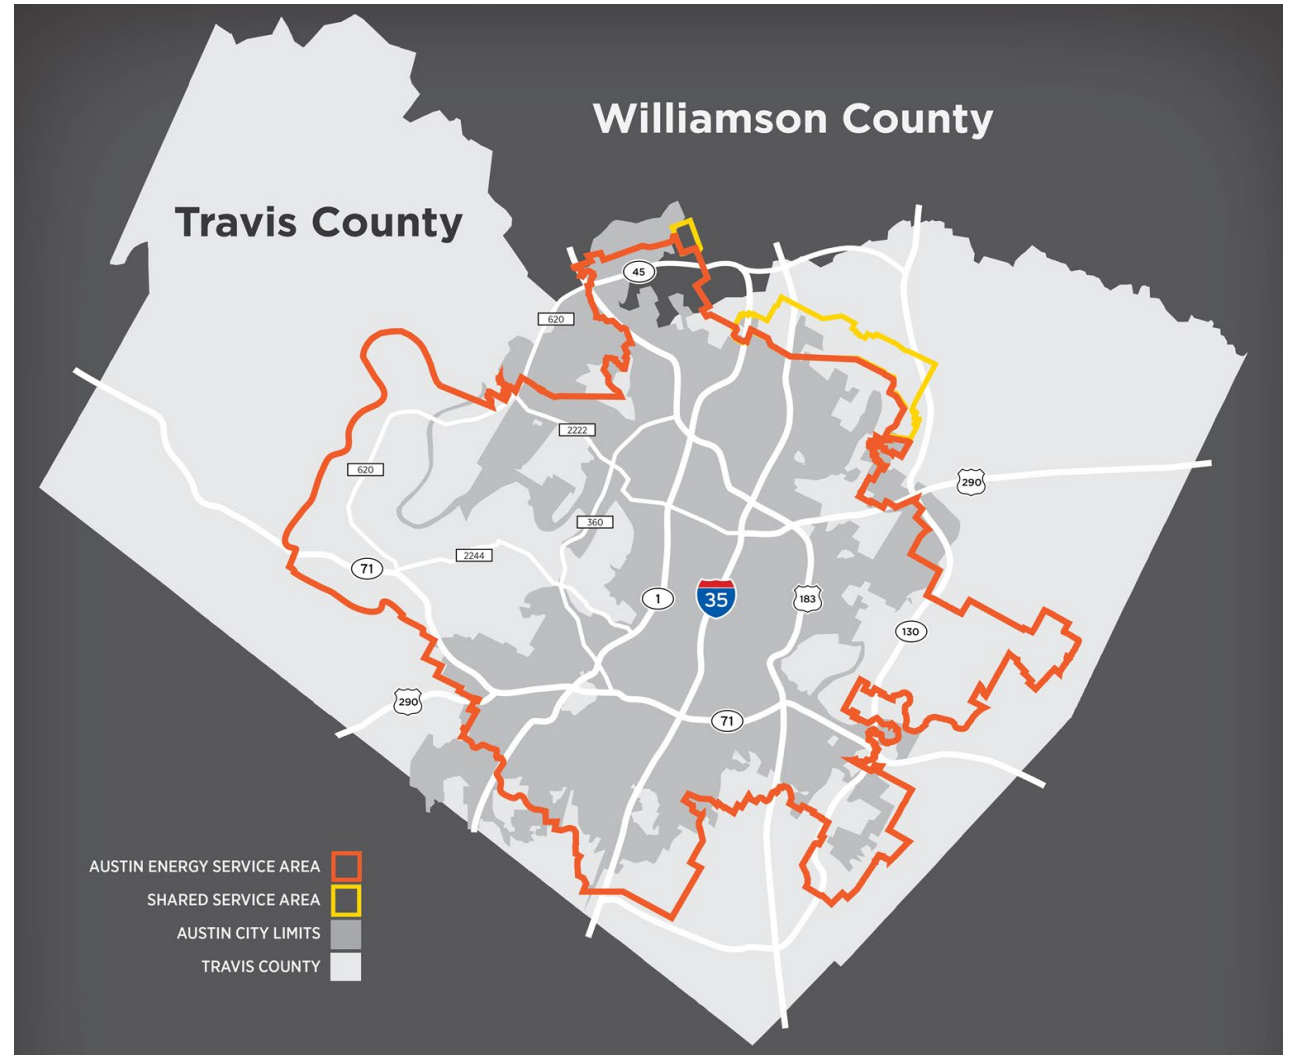 Williamson County
Travis County
45
620
2222
620
290
360
2244
71
1
35
183
130
290
71
AUSTIN ENERGY SERVICE AREA
SHARED SERVICE AREA
AUSTIN CITY LIMITS
TRAVIS COUNTY